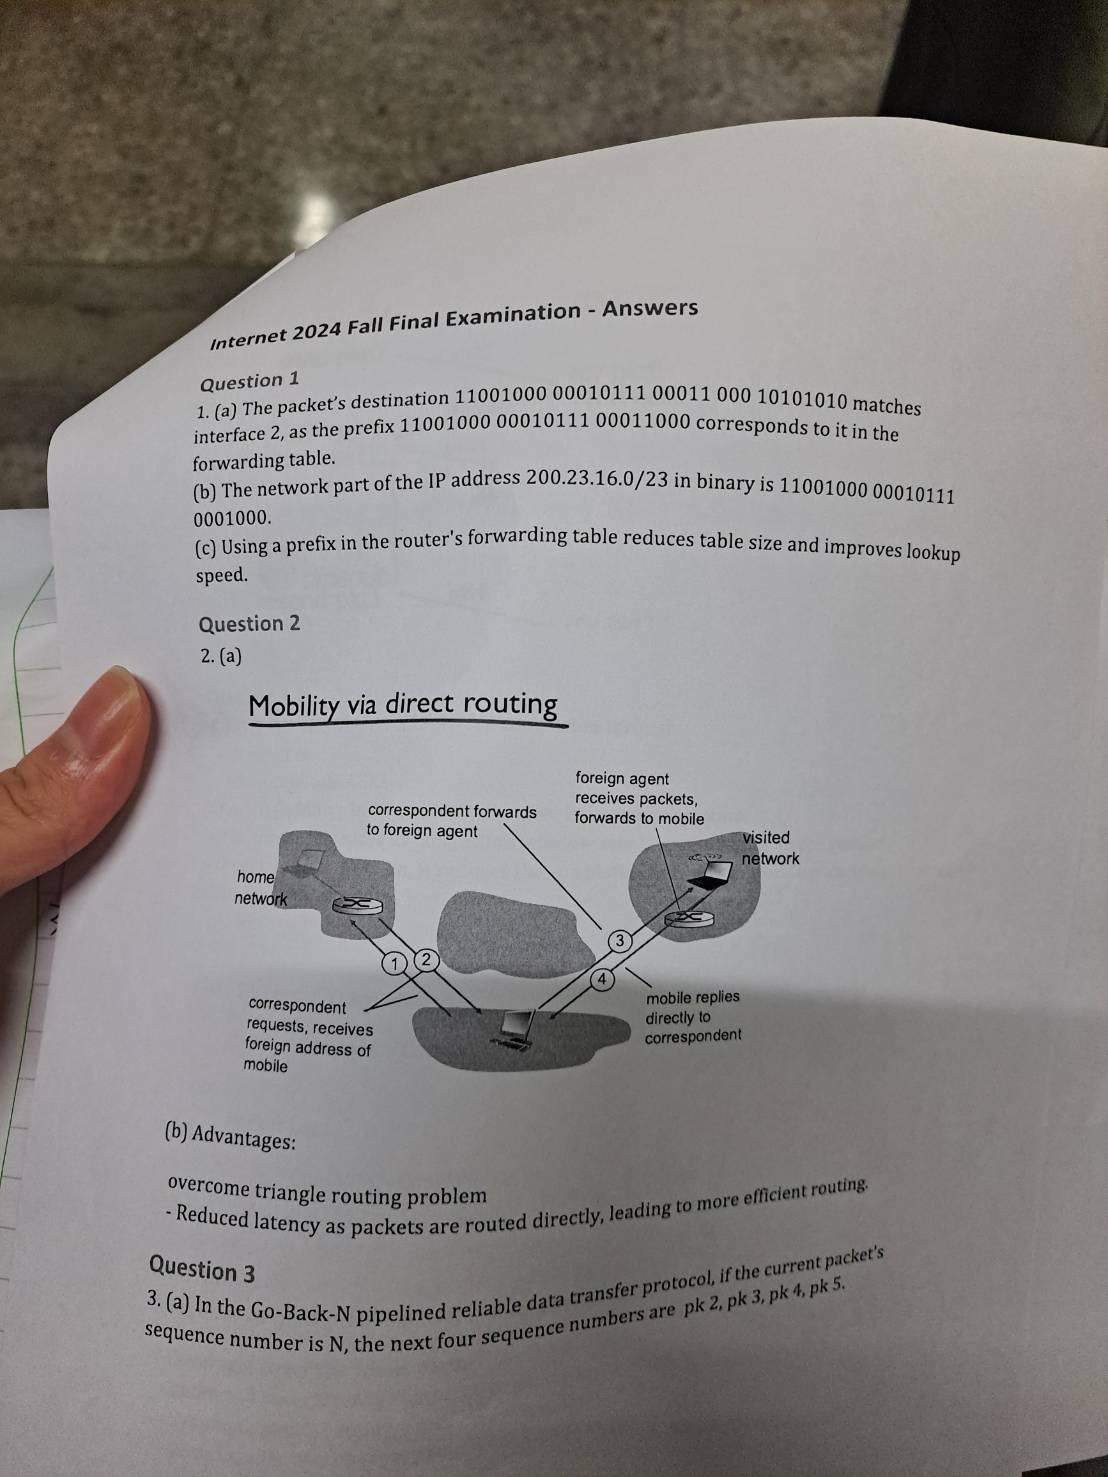 Internet 2024 Fall Final Examination - Answers
Question 1
1. (a) The packet's destination 11001000 00010111 00011 000 10101010 matches
interface 2, as the prefix 11001000 00010111 00011000 corresponds to it in the
forwarding table.
(b) The network part of the IP address 200.23.16.0/23 in binary is 11001000 00010111
0001000.
(c) Using a prefix in the router's forwarding table reduces table size and improves lookup
speed.
Question 2
2. (a)
Mobility via direct routing
foreign agent
receives packets,
forwards to mobile
correspondent forwards
to foreign agent
visited
network
home
network
3
1
2
4
correspondent
requests, receives
foreign address of
mobile
mobile replies
directly to
correspondent
(b) Advantages:
overcome triangle routing problem
- Reduced latency as packets are routed directly, leading to more efficient routing.
Question 3
3. (a) In the Go-Back-N pipelined reliable data transfer protocol, if the current packet's
sequence number is N, the next four sequence numbers are pk 2, pk 3, pk 4, pk 5.